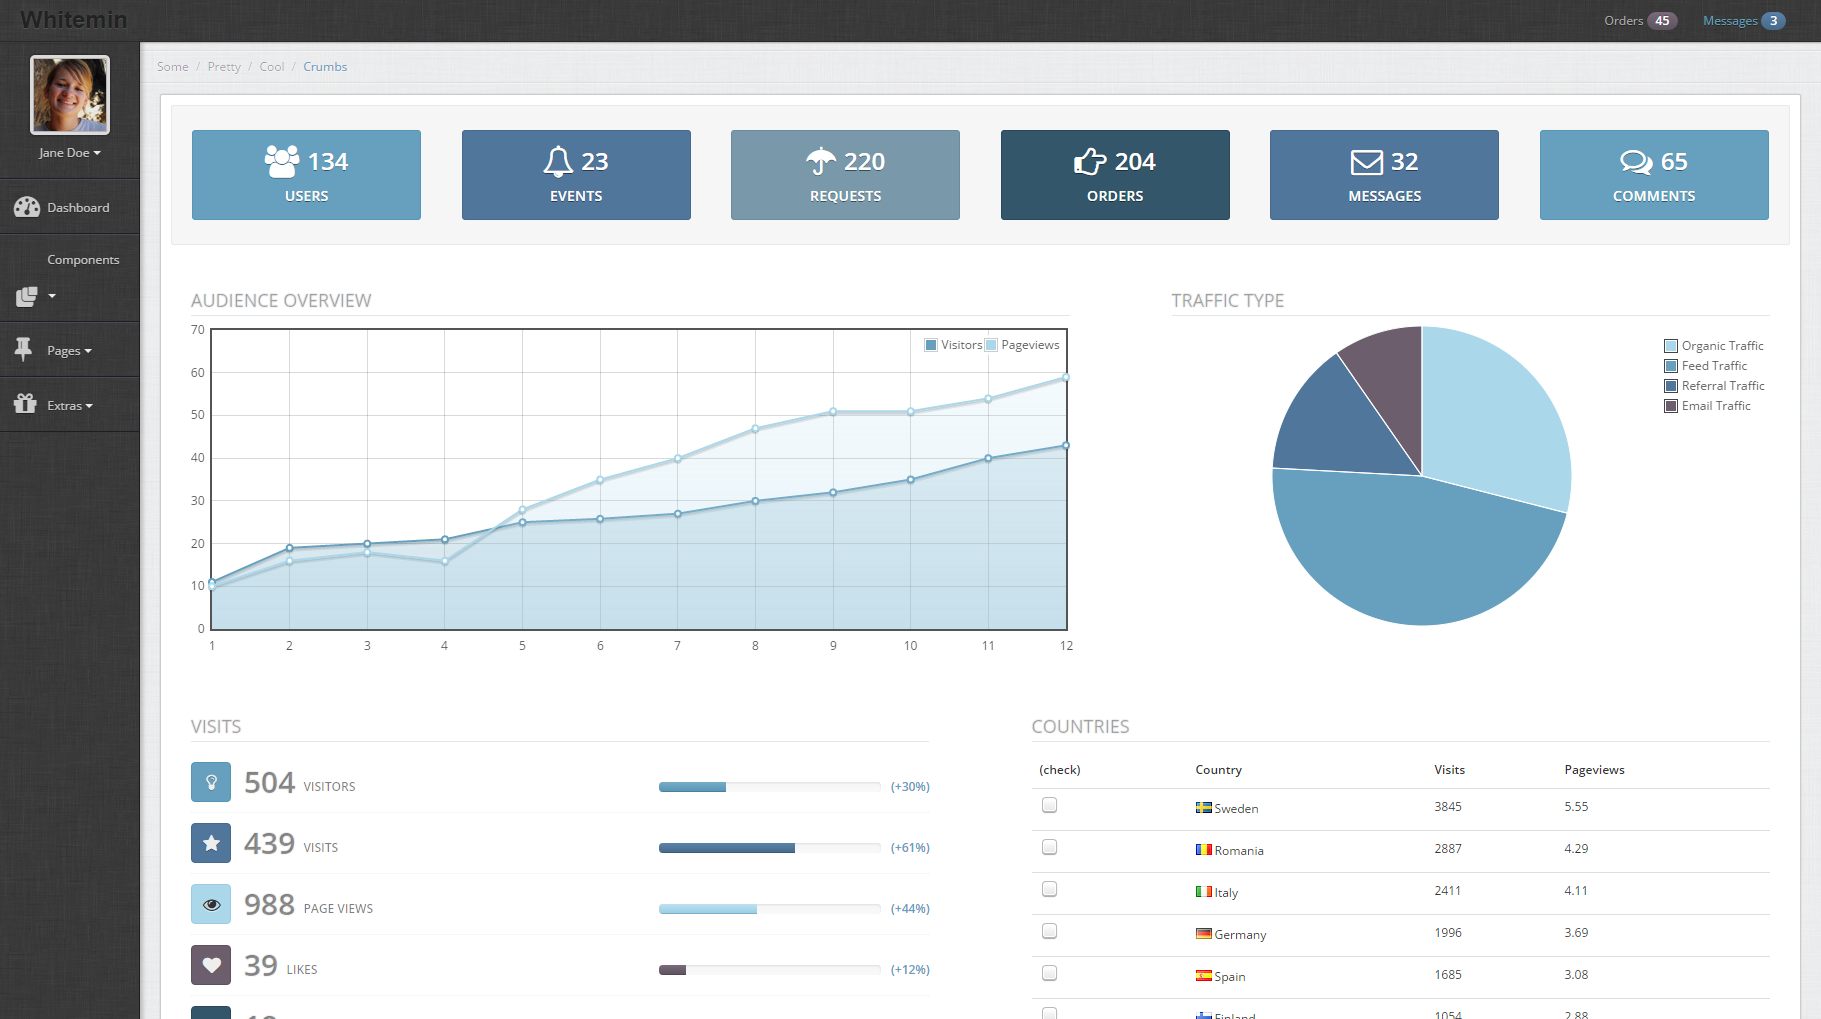 Whitemin
Orders 45 Messages 3
Jane Doe
Dashboard
Components
Pages
Extras
Some / Pretty / Cool / Crumbs
134
USERS
23
EVENTS
220
REQUESTS
204
ORDERS
32
MESSAGES
65
COMMENTS
AUDIENCE OVERVIEW
Visitors Pageviews
70
60
50
40
30
20
10
0
1 2 3 4 5 6 7 8 9 10 11 12
TRAFFIC TYPE
Organic Traffic
Feed Traffic
Referral Traffic
Email Traffic
VISITS
504 VISITORS (+30%)
439 VISITS (+61%)
988 PAGE VIEWS (+44%)
39 LIKES (+12%)
COUNTRIES
(check) Country Visits Pageviews
Sweden 3845 5.55
Romania 2887 4.29
Italy 2411 4.11
Germany 1996 3.69
Spain 1685 3.08
Finland 1054 2.88